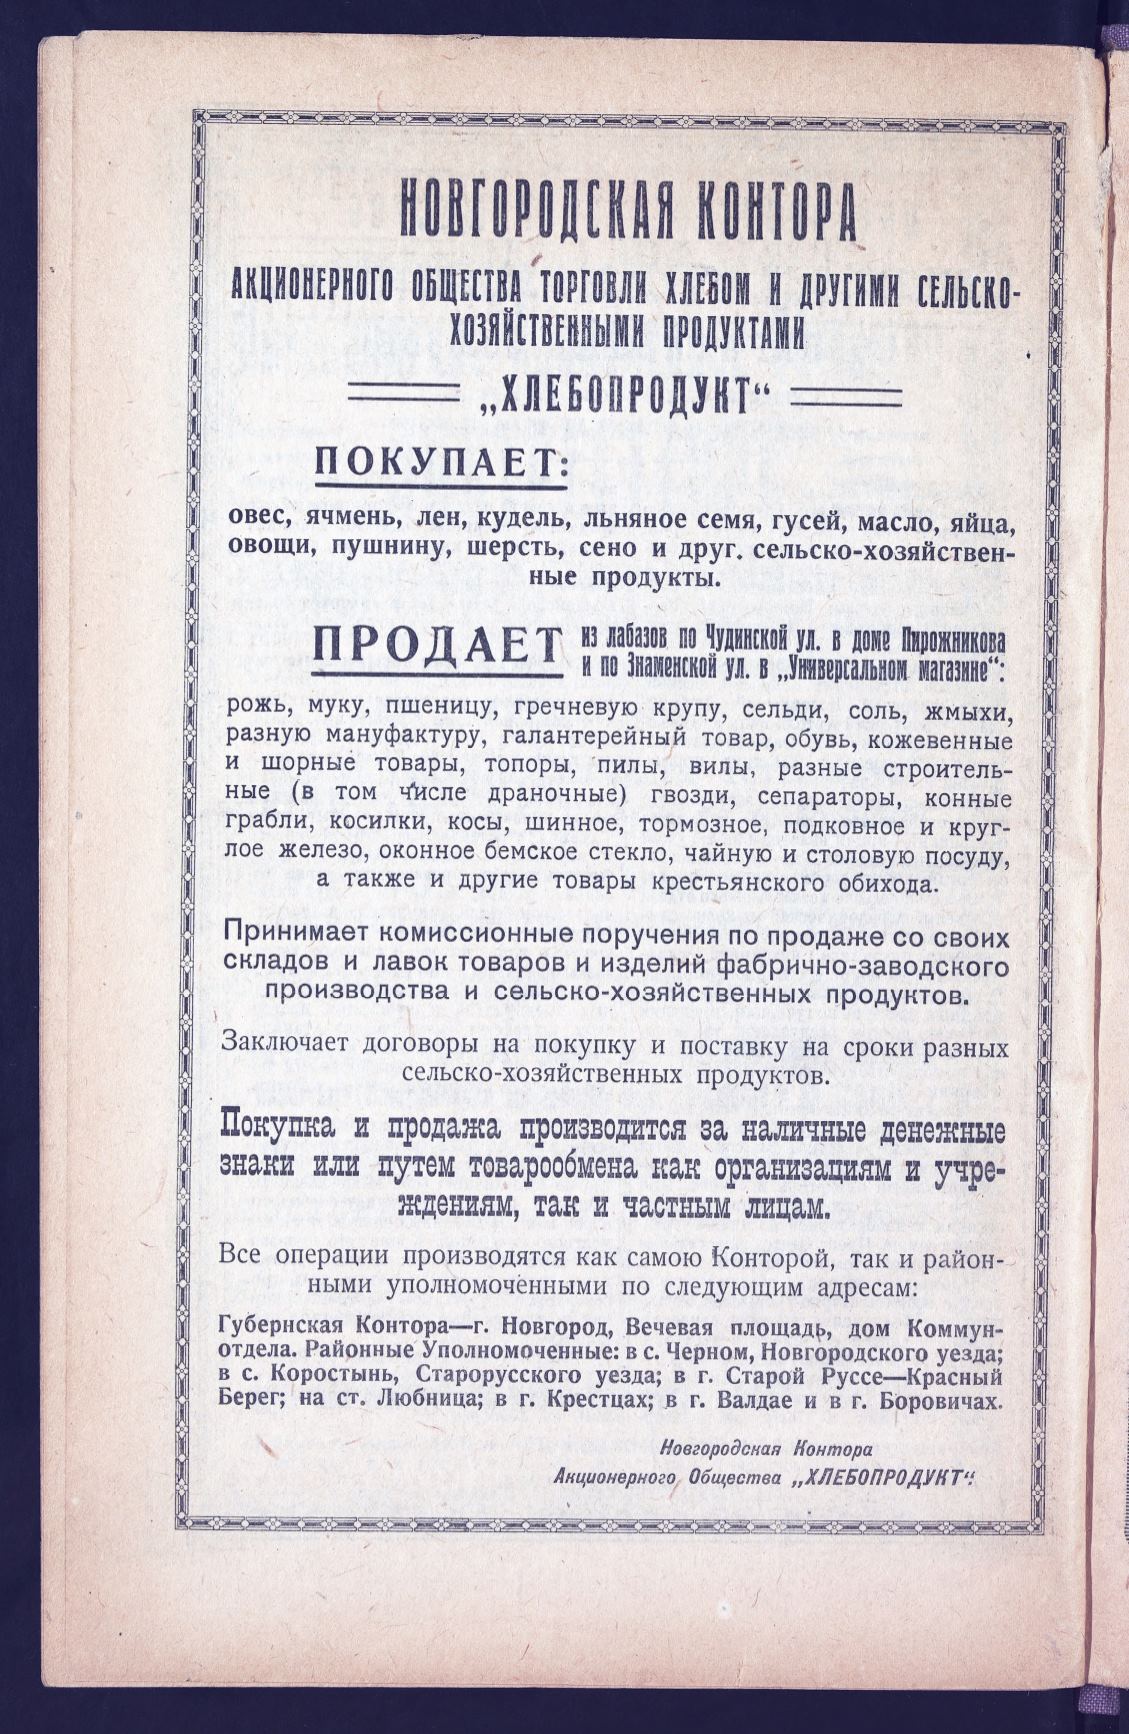 НОВГОРОДСКАЯ КОНТОРА
АКЦИОНЕРНОГО ОБЩЕСТВА ТОРГОВЛИ ХЛЕБОМ И ДРУГИМИ СЕЛЬСКО-
ХОЗЯЙСТВЕННЫМИ ПРОДУКТАМИ
„ХЛЕБОПРОДУКТ“
ПОКУПАЕТ:
овес, ячмень, лен, кудель, льняное семя, гусей, масло, яйца,
овощи, пушнину, шерсть, сено и друг. сельско-хозяйствен-
ные продукты.
ПРОДАЕТ
из лабазов по Чудинской ул. в доме Пирожникова
и по Знаменской ул. в „Универсальном магазине“:
рожь, муку, пшеницу, гречневую крупу, сельди, соль, жмыхи,
разную мануфактуру, галантерейный товар, обувь, кожевенные
и шорные товары, топоры, пилы, вилы, разные строитель-
ные (в том числе драночные) гвозди, сепараторы, конные
грабли, косилки, косы, шинное, тормозное, подковное и круг-
лое железо, оконное бемское стекло, чайную и столовую посуду,
а также и другие товары крестьянского обихода.
Принимает комиссионные поручения по продаже со своих
складов и лавок товаров и изделий фабрично-заводского
производства и сельско-хозяйственных продуктов.
Заключает договоры на покупку и поставку на сроки разных
сельско-хозяйственных продуктов.
Покупка и продажа производится за наличные денежные
знаки или путем товарообмена как организациям и учре-
ждениям, так и частным лицам.
Все операции производятся как самою Конторой, так и район-
ными уполномоченными по следующим адресам:
Губернская Контора—г. Новгород, Вечевая площадь, дом Коммун-
отдела. Районные Уполномоченные: в с. Черном, Новгородского уезда;
в с. Коростынь, Старорусского уезда; в г. Старой Руссе—Красный
Берег; на ст. Любница; в г. Крестцах; в г. Валдае и в г. Боровичах.
Новгородская Контора
Акционерного Общества „ХЛЕБОПРОДУКТ“.